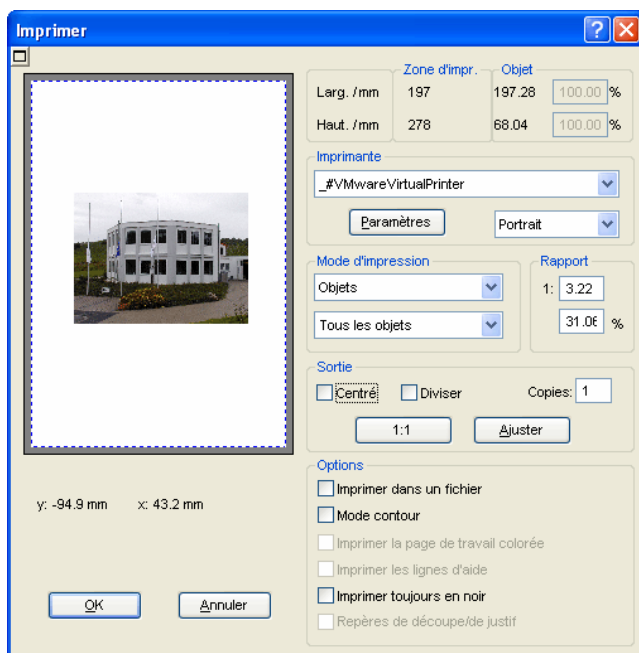 Imprimer
Zone d'impr. Objet
Larg. /mm 197 197.28 100.00 %
Haut. /mm 278 68.04 100.00 %
Imprimante
_#VMwareVirtualPrinter
Paramètres Portrait
Mode d'impression Rapport
Objets 1: 3.22
Tous les objets 31.06 %
Sortie
Centré Diviser Copies: 1
1:1 Ajuster
Options
Imprimer dans un fichier
Mode contour
Imprimer la page de travail colorée
Imprimer les lignes d'aide
Imprimer toujours en noir
Repères de découpe/de justif
y: -94.9 mm x: 43.2 mm
OK Annuler